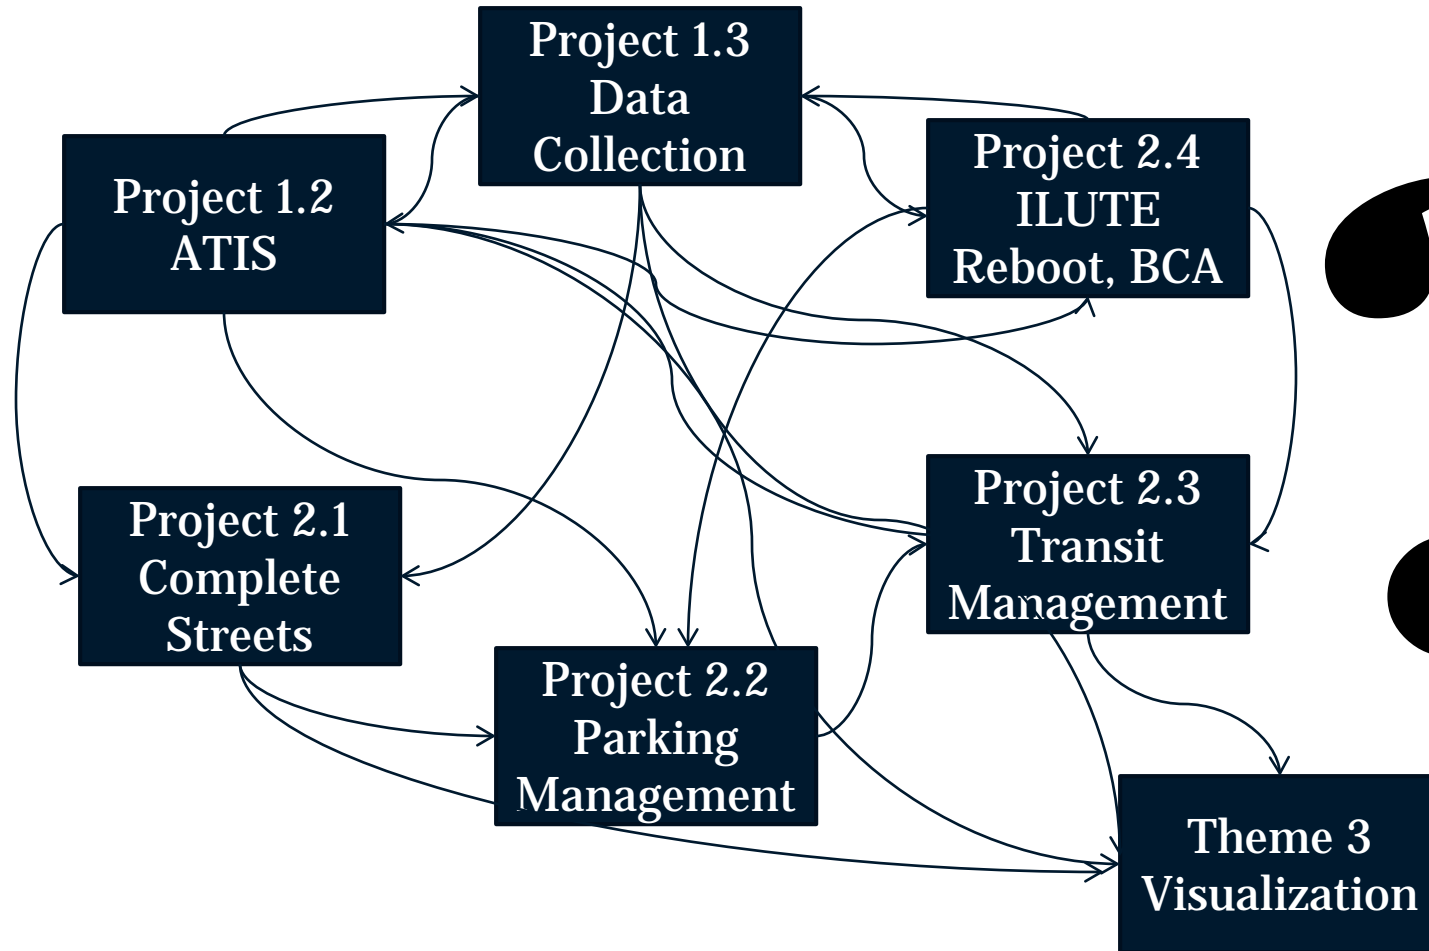 Project 1.3
Data
Collection
Project 2.4
ILUTE
Reboot, BCA
Project 1.2
ATIS
Project 2.1
Complete
Streets
Project 2.3
Transit
Management
Project 2.2
Parking
Management
Theme 3
Visualization